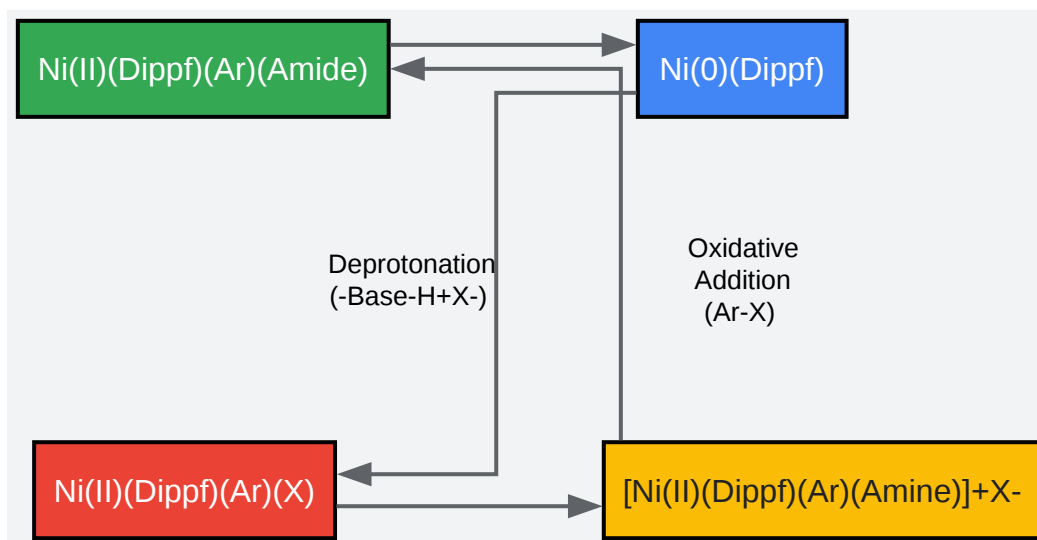 Ni(II)(Dippf)(Ar)(Amide)
Ni(0)(Dippf)
Deprotonation
(-Base-H+X-)
Oxidative
Addition
(Ar-X)
Ni(II)(Dippf)(Ar)(X)
[Ni(II)(Dippf)(Ar)(Amine)]+X-